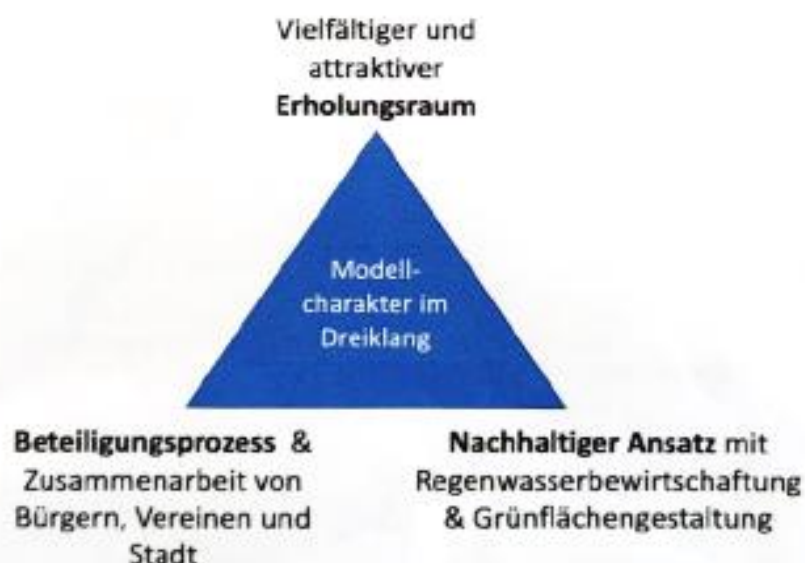 Vielfältiger und
attraktiver
Erholungsraum
Modell-
charakter im
Dreiklang
Beteiligungsprozess &
Zusammenarbeit von
Bürgern, Vereinen und
Stadt
Nachhaltiger Ansatz mit
Regenwasserbewirtschaftung
& Grünflächengestaltung